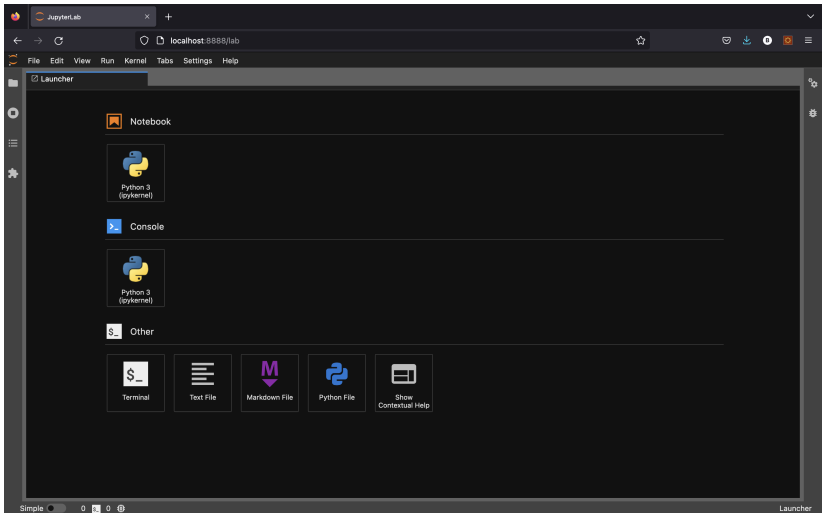 JupyterLab
localhost:8888/lab
File Edit View Run Kernel Tabs Settings Help
Launcher
Notebook
Python 3
(ipykernel)
>_ Console
Python 3
(ipykernel)
$_ Other
$_
M
Terminal
Text File
Markdown File
Python File
Show
Contextual Help
Simple 0 $_ 0
Launcher